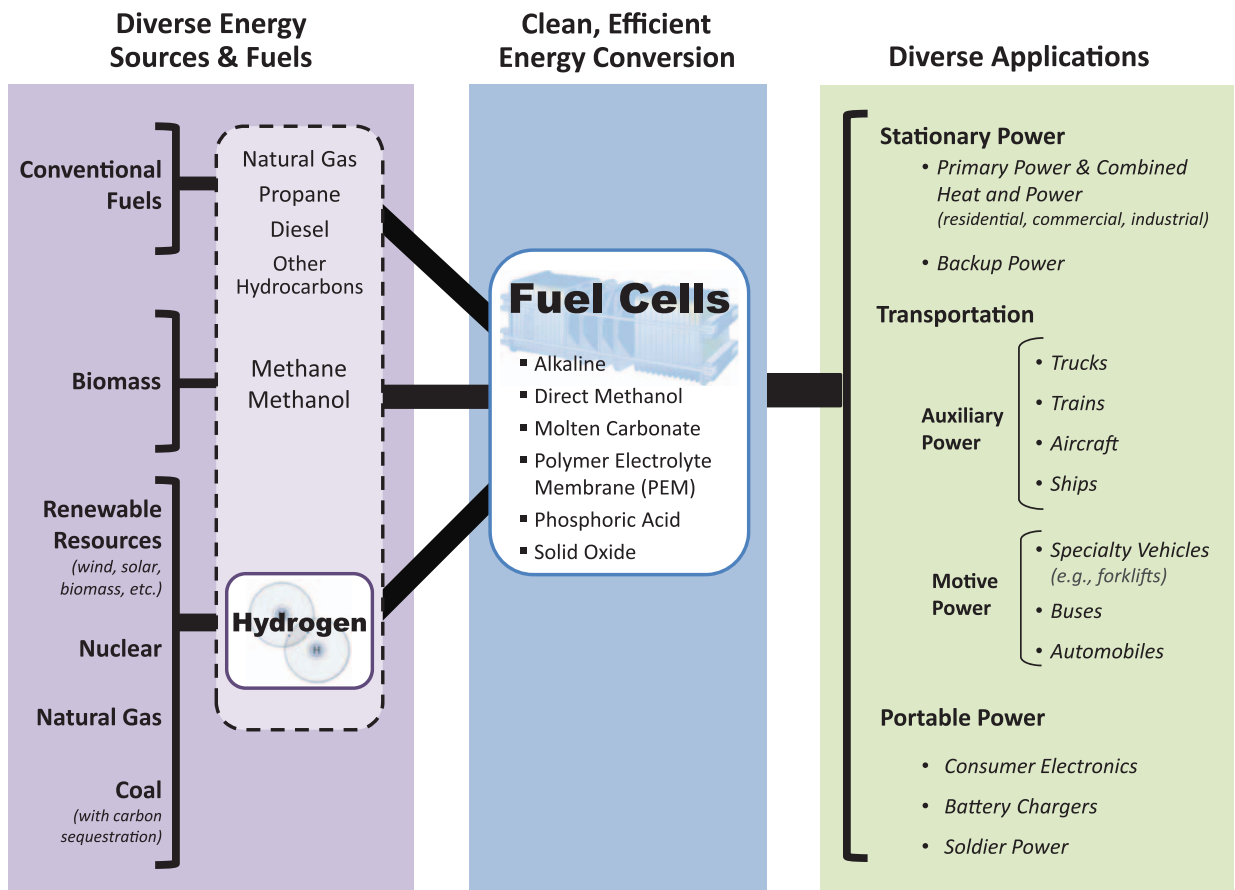 Diverse Energy
Sources & Fuels
Conventional
Fuels
Biomass
Renewable
Resources
(wind, solar,
biomass, etc.)
Nuclear
Natural Gas
Coal
(with carbon
sequestration)
Natural Gas
Propane
Diesel
Other
Hydrocarbons
Methane
Methanol
Hydrogen
H
Clean, Efficient
Energy Conversion
Fuel Cells
▪ Alkaline
▪ Direct Methanol
▪ Molten Carbonate
▪ Polymer Electrolyte
Membrane (PEM)
▪ Phosphoric Acid
▪ Solid Oxide
Diverse Applications
Stationary Power
• Primary Power & Combined
Heat and Power
(residential, commercial, industrial)
• Backup Power
Transportation
Auxiliary
Power
• Trucks
• Trains
• Aircraft
• Ships
Motive
Power
• Specialty Vehicles
(e.g., forklifts)
• Buses
• Automobiles
Portable Power
• Consumer Electronics
• Battery Chargers
• Soldier Power